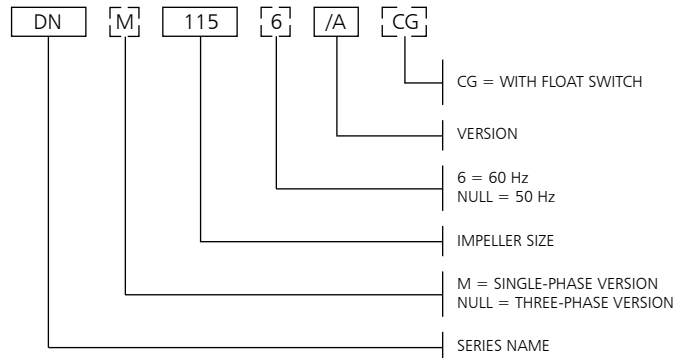 DN M 115 6 /A CG
CG = WITH FLOAT SWITCH
VERSION
6 = 60 Hz
NULL = 50 Hz
IMPELLER SIZE
M = SINGLE-PHASE VERSION
NULL = THREE-PHASE VERSION
SERIES NAME